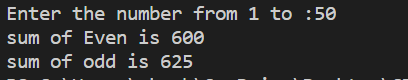 Enter the number from 1 to :50
sum of Even is 600
sum of odd is 625